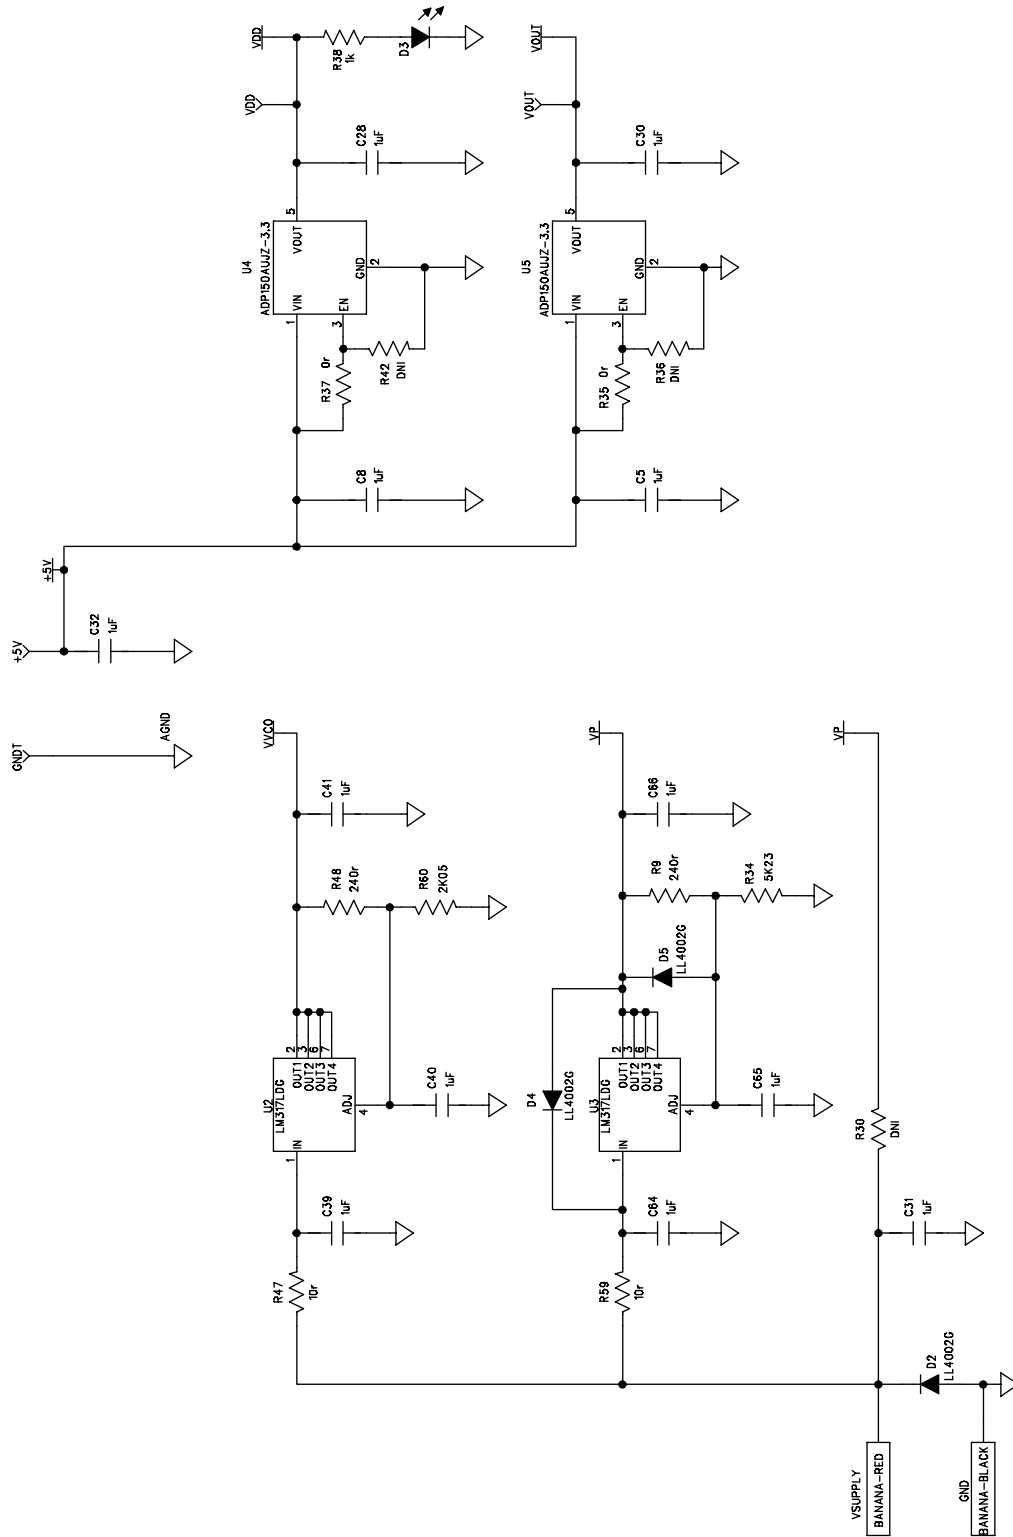 VDD
VDD
R38
1k
D3
C28
1uF
U4
ADP150AUJZ-3.3
5
VOUT
VIN
1
EN
3
GND
2
R37 0r
R42
DNI
C8
1uF
VOUT
VOUT
C30
1uF
U5
ADP150AUJZ-3.3
5
VOUT
VIN
1
EN
3
GND
2
R35 0r
R36
DNI
C5
1uF
+5V
+5V
C32
1uF
GNDT
AGND
VVCO
C41
1uF
R48
240r
R60
2K05
U2
LM317LDG
2
3
6
7
OUT1
OUT2
OUT3
OUT4
ADJ
4
IN
1
C40
1uF
C39
1uF
R47
10r
VP
C66
1uF
R9
240r
R34
5K23
D5
LL4002G
D4
LL4002G
U3
LM317LDG
2
3
6
7
OUT1
OUT2
OUT3
OUT4
ADJ
4
IN
1
C65
1uF
C64
1uF
R59
10r
VP
R30
DNI
C31
1uF
D2
LL4002G
VSUPPLY
BANANA-RED
GND
BANANA-BLACK